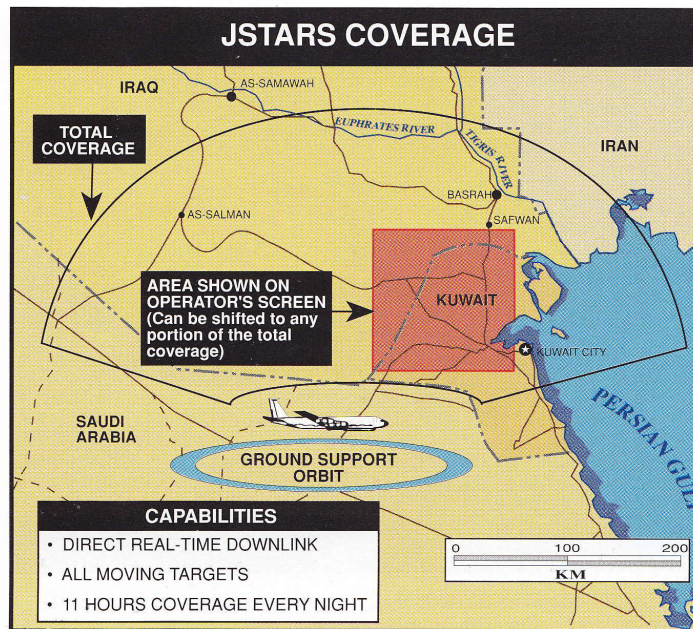 JSTARS COVERAGE
IRAQ
AS-SAMAWAH
EUPHRATES RIVER
TIGRIS RIVER
IRAN
TOTAL
COVERAGE
BASRAH
AS-SALMAN
SAFWAN
AREA SHOWN ON
OPERATOR'S SCREEN
(Can be shifted to any
portion of the total
coverage)
KUWAIT
KUWAIT CITY
PERSIAN GULF
SAUDI
ARABIA
GROUND SUPPORT
ORBIT
CAPABILITIES
• DIRECT REAL-TIME DOWNLINK
• ALL MOVING TARGETS
• 11 HOURS COVERAGE EVERY NIGHT
0 100 200
KM